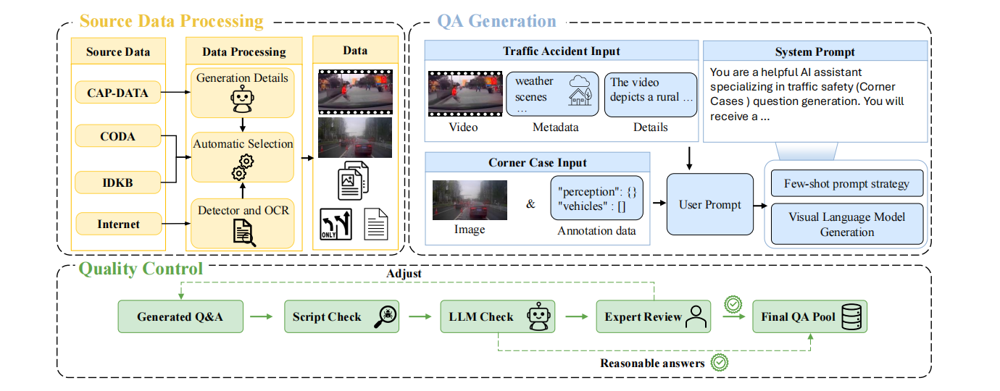 Source Data Processing
Source Data
CAP-DATA
CODA
IDKB
Internet
Data Processing
Generation Details
Automatic Selection
Detector and OCR
Data
ONLY
QA Generation
Traffic Accident Input
weather
scenes
...
The video
depicts a rural ...
Video
Metadata
Details
Corner Case Input
"perception": {}
"vehicles" : []
&
Image
Annotation data
User Prompt
System Prompt
You are a helpful AI assistant
specializing in traffic safety (Corner
Cases ) question generation. You will
receive a ...
Few-shot prompt strategy
Visual Language Model
Generation
Quality Control
Adjust
Generated Q&A
Script Check
LLM Check
Expert Review
Final QA Pool
Reasonable answers